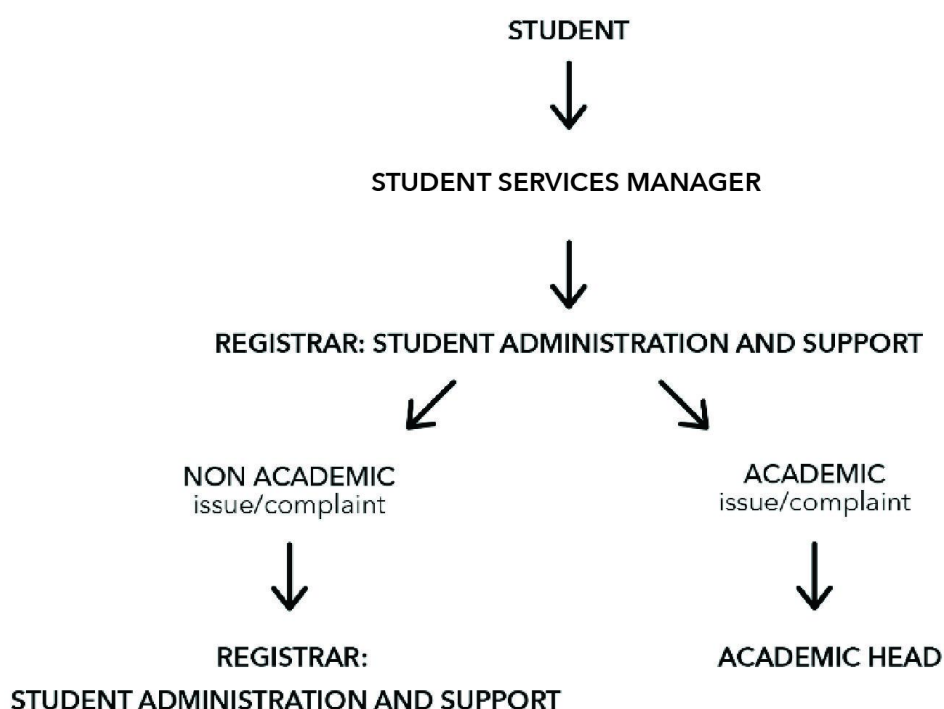 STUDENT
STUDENT SERVICES MANAGER
REGISTRAR: STUDENT ADMINISTRATION AND SUPPORT
NON ACADEMIC
issue/complaint
ACADEMIC
issue/complaint
REGISTRAR:
STUDENT ADMINISTRATION AND SUPPORT
ACADEMIC HEAD